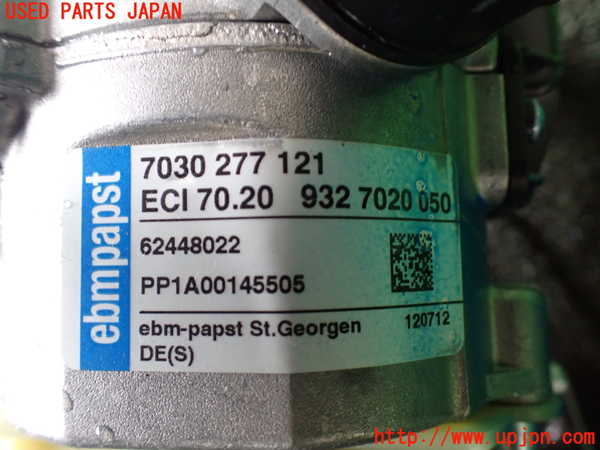 USED PARTS JAPAN
ebmpapst
7030 277 121
ECI 70.20 932 7020 050
62448022
PP1A00145505
ebm-papst St.Georgen 120712
DE(S)
http://www.upjpn.com/